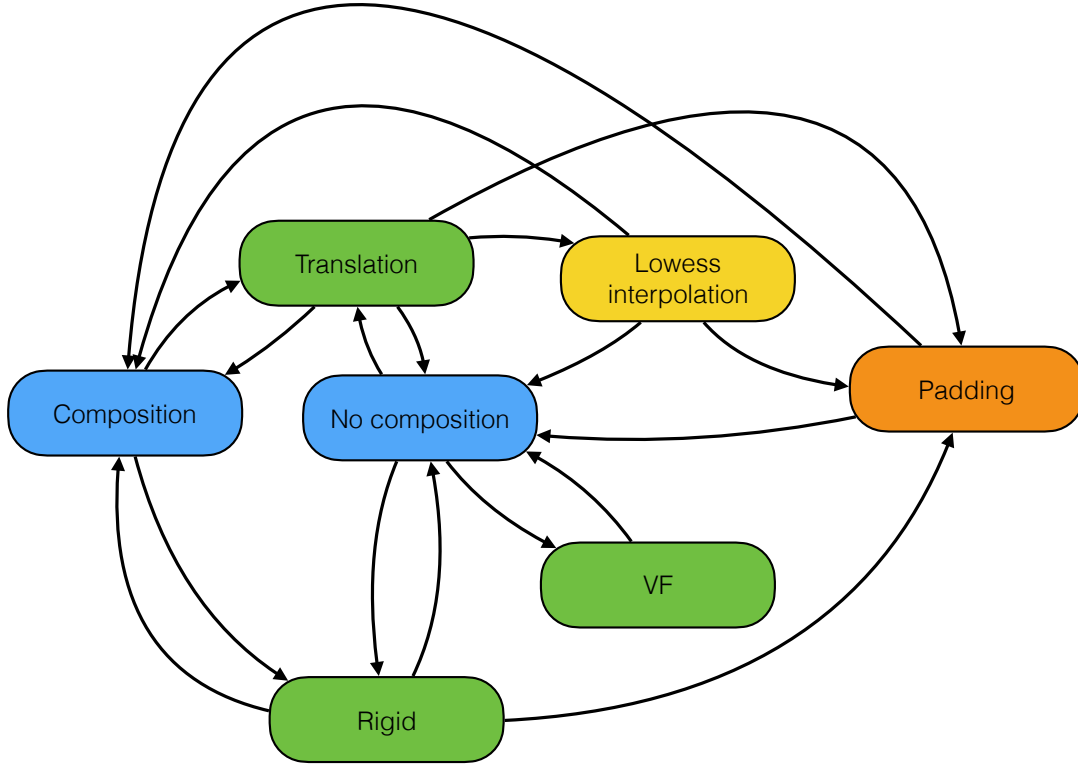 Translation
Lowess
interpolation
Padding
Composition
No composition
VF
Rigid